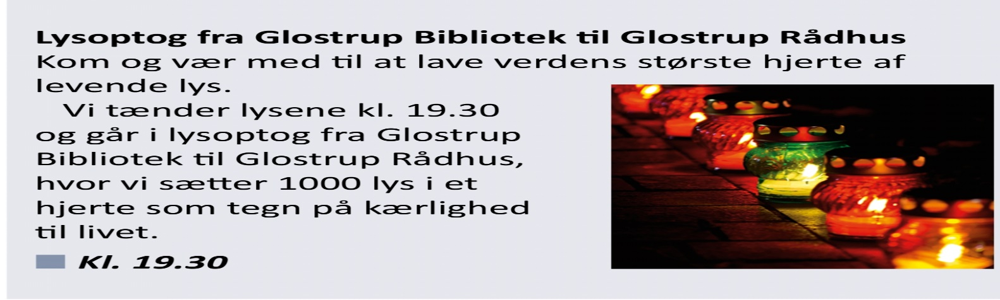 Lysoptog fra Glostrup Bibliotek til Glostrup Rådhus
Kom og vær med til at lave verdens største hjerte af
levende lys.
Vi tænder lysene kl. 19.30
og går i lysoptog fra Glostrup
Bibliotek til Glostrup Rådhus,
hvor vi sætter 1000 lys i et
hjerte som tegn på kærlighed
til livet.
Kl. 19.30